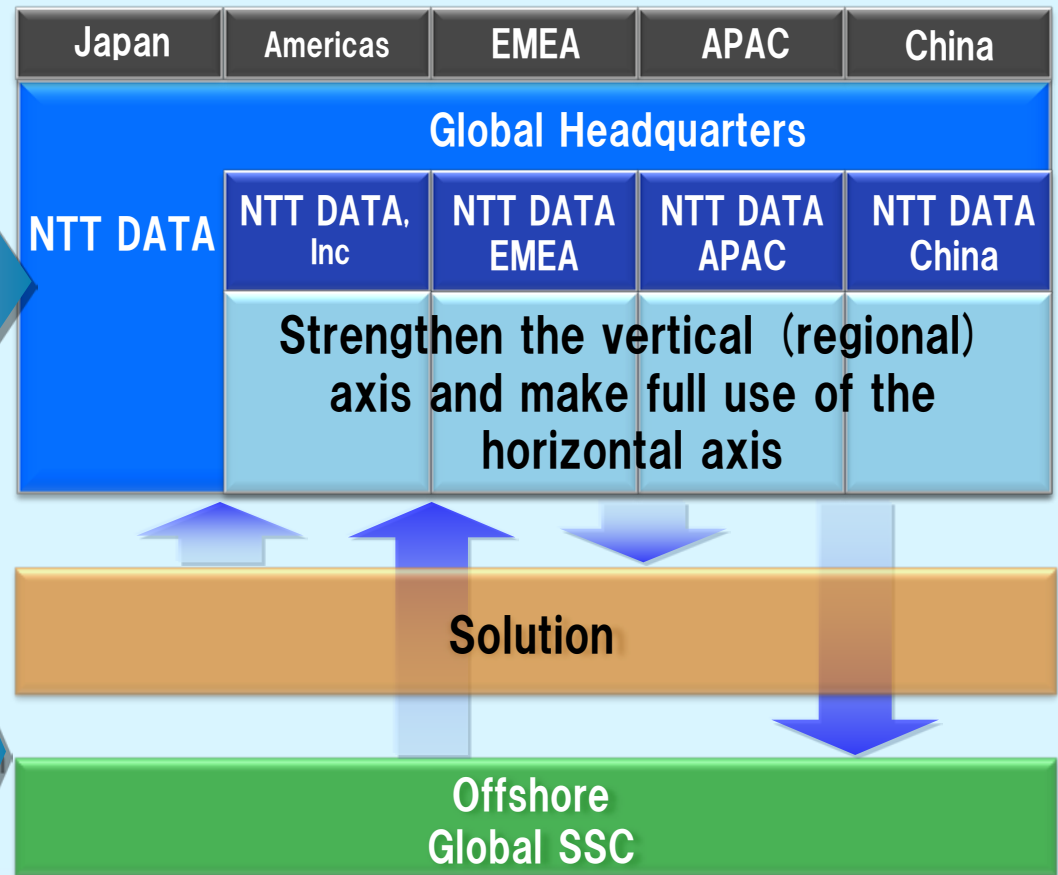 Japan
Americas
EMEA
APAC
China
Global Headquarters
NTT DATA
NTT DATA,
Inc
NTT DATA
EMEA
NTT DATA
APAC
NTT DATA
China
Strengthen the vertical (regional)
axis and make full use of the
horizontal axis
Solution
Offshore
Global SSC